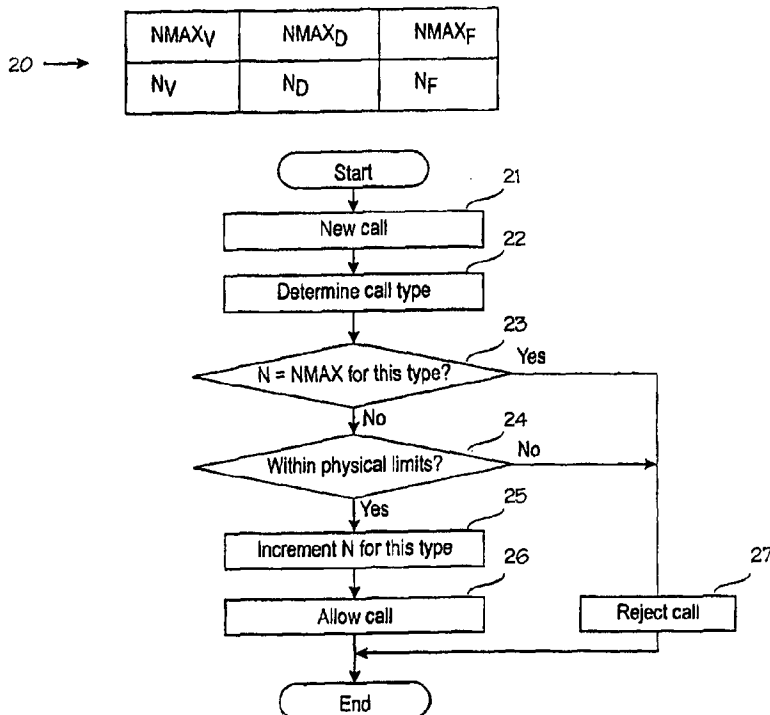 NMAXV NMAXD NMAXF
20
NV ND NF
Start
21
New call
22
Determine call type
23
N = NMAX for this type?
Yes
No
24
Within physical limits?
No
Yes
25
Increment N for this type
26
Allow call
27
Reject call
End